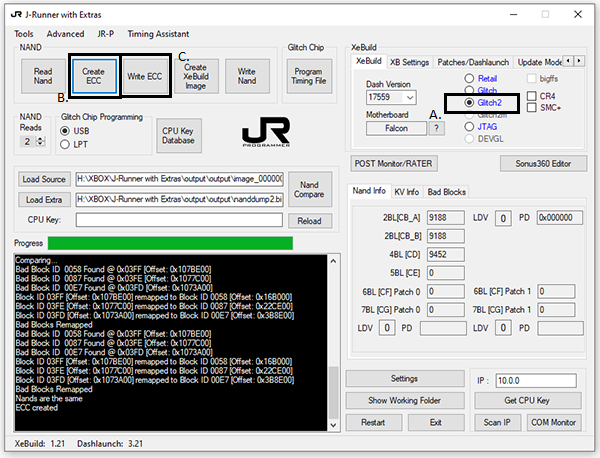 J-Runner with Extras
Tools Advanced JR-P Timing Assistant
NAND
Read Nand
Create ECC
Write ECC
Create XeBuild Image
Write Nand
B.
C.
Glitch Chip
Program Timing File
XeBuild
XeBuild XB Settings Patches/Dashlaunch Update Mode
Dash Version
17559
Motherboard
Falcon ?
A.
Retail
Glitch
Glitch2
Glitch2m
JTAG
DEVGL
bigffs
CR4
SMC+
NAND Reads
2
Glitch Chip Programming
USB
LPT
CPU Key Database
JR
PROGRAMMER
POST Monitor/RATER
Sonus360 Editor
Load Source H:\XBOX\J-Runner with Extras\output\output\image_000000
Load Extra H:\XBOX\J-Runner with Extras\output\output\nanddump2.bi
CPU Key:
Nand Compare
Reload
Progress
Comparing...
Bad Block ID 0058 Found @ 0x03FF [Offset: 0x107BE00]
Bad Block ID 0087 Found @ 0x03FE [Offset: 0x1077C00]
Bad Block ID 00E7 Found @ 0x03FD [Offset: 0x1073A00]
Block ID 03FF [Offset: 0x107BE00] remapped to Block ID 0058 [Offset: 0x16B000]
Block ID 03FE [Offset: 0x1077C00] remapped to Block ID 0087 [Offset: 0x22CE00]
Block ID 03FD [Offset: 0x1073A00] remapped to Block ID 00E7 [Offset: 0x3B8E00]
Bad Blocks Remapped
Bad Block ID 0058 Found @ 0x03FF [Offset: 0x107BE00]
Bad Block ID 0087 Found @ 0x03FE [Offset: 0x1077C00]
Bad Block ID 00E7 Found @ 0x03FD [Offset: 0x1073A00]
Block ID 03FF [Offset: 0x107BE00] remapped to Block ID 0058 [Offset: 0x16B000]
Block ID 03FE [Offset: 0x1077C00] remapped to Block ID 0087 [Offset: 0x22CE00]
Block ID 03FD [Offset: 0x1073A00] remapped to Block ID 00E7 [Offset: 0x3B8E00]
Bad Blocks Remapped
Nands are the same
ECC created
Nand Info KV Info Bad Blocks
2BL[CB_A] 9188 LDV 0 PD 0x000000
2BL[CB_B] 9188
4BL [CD] 9452
5BL [CE] 0
6BL [CF] Patch 0 0 6BL [CF] Patch 1 0
7BL [CG] Patch 0 0 7BL [CG] Patch 1 0
LDV 0 PD LDV 0 PD
Settings
Show Working Folder
Restart
Exit
IP : 10.0.0
Get CPU Key
Scan IP
COM Monitor
XeBuild: 1.21 Dashlaunch: 3.21